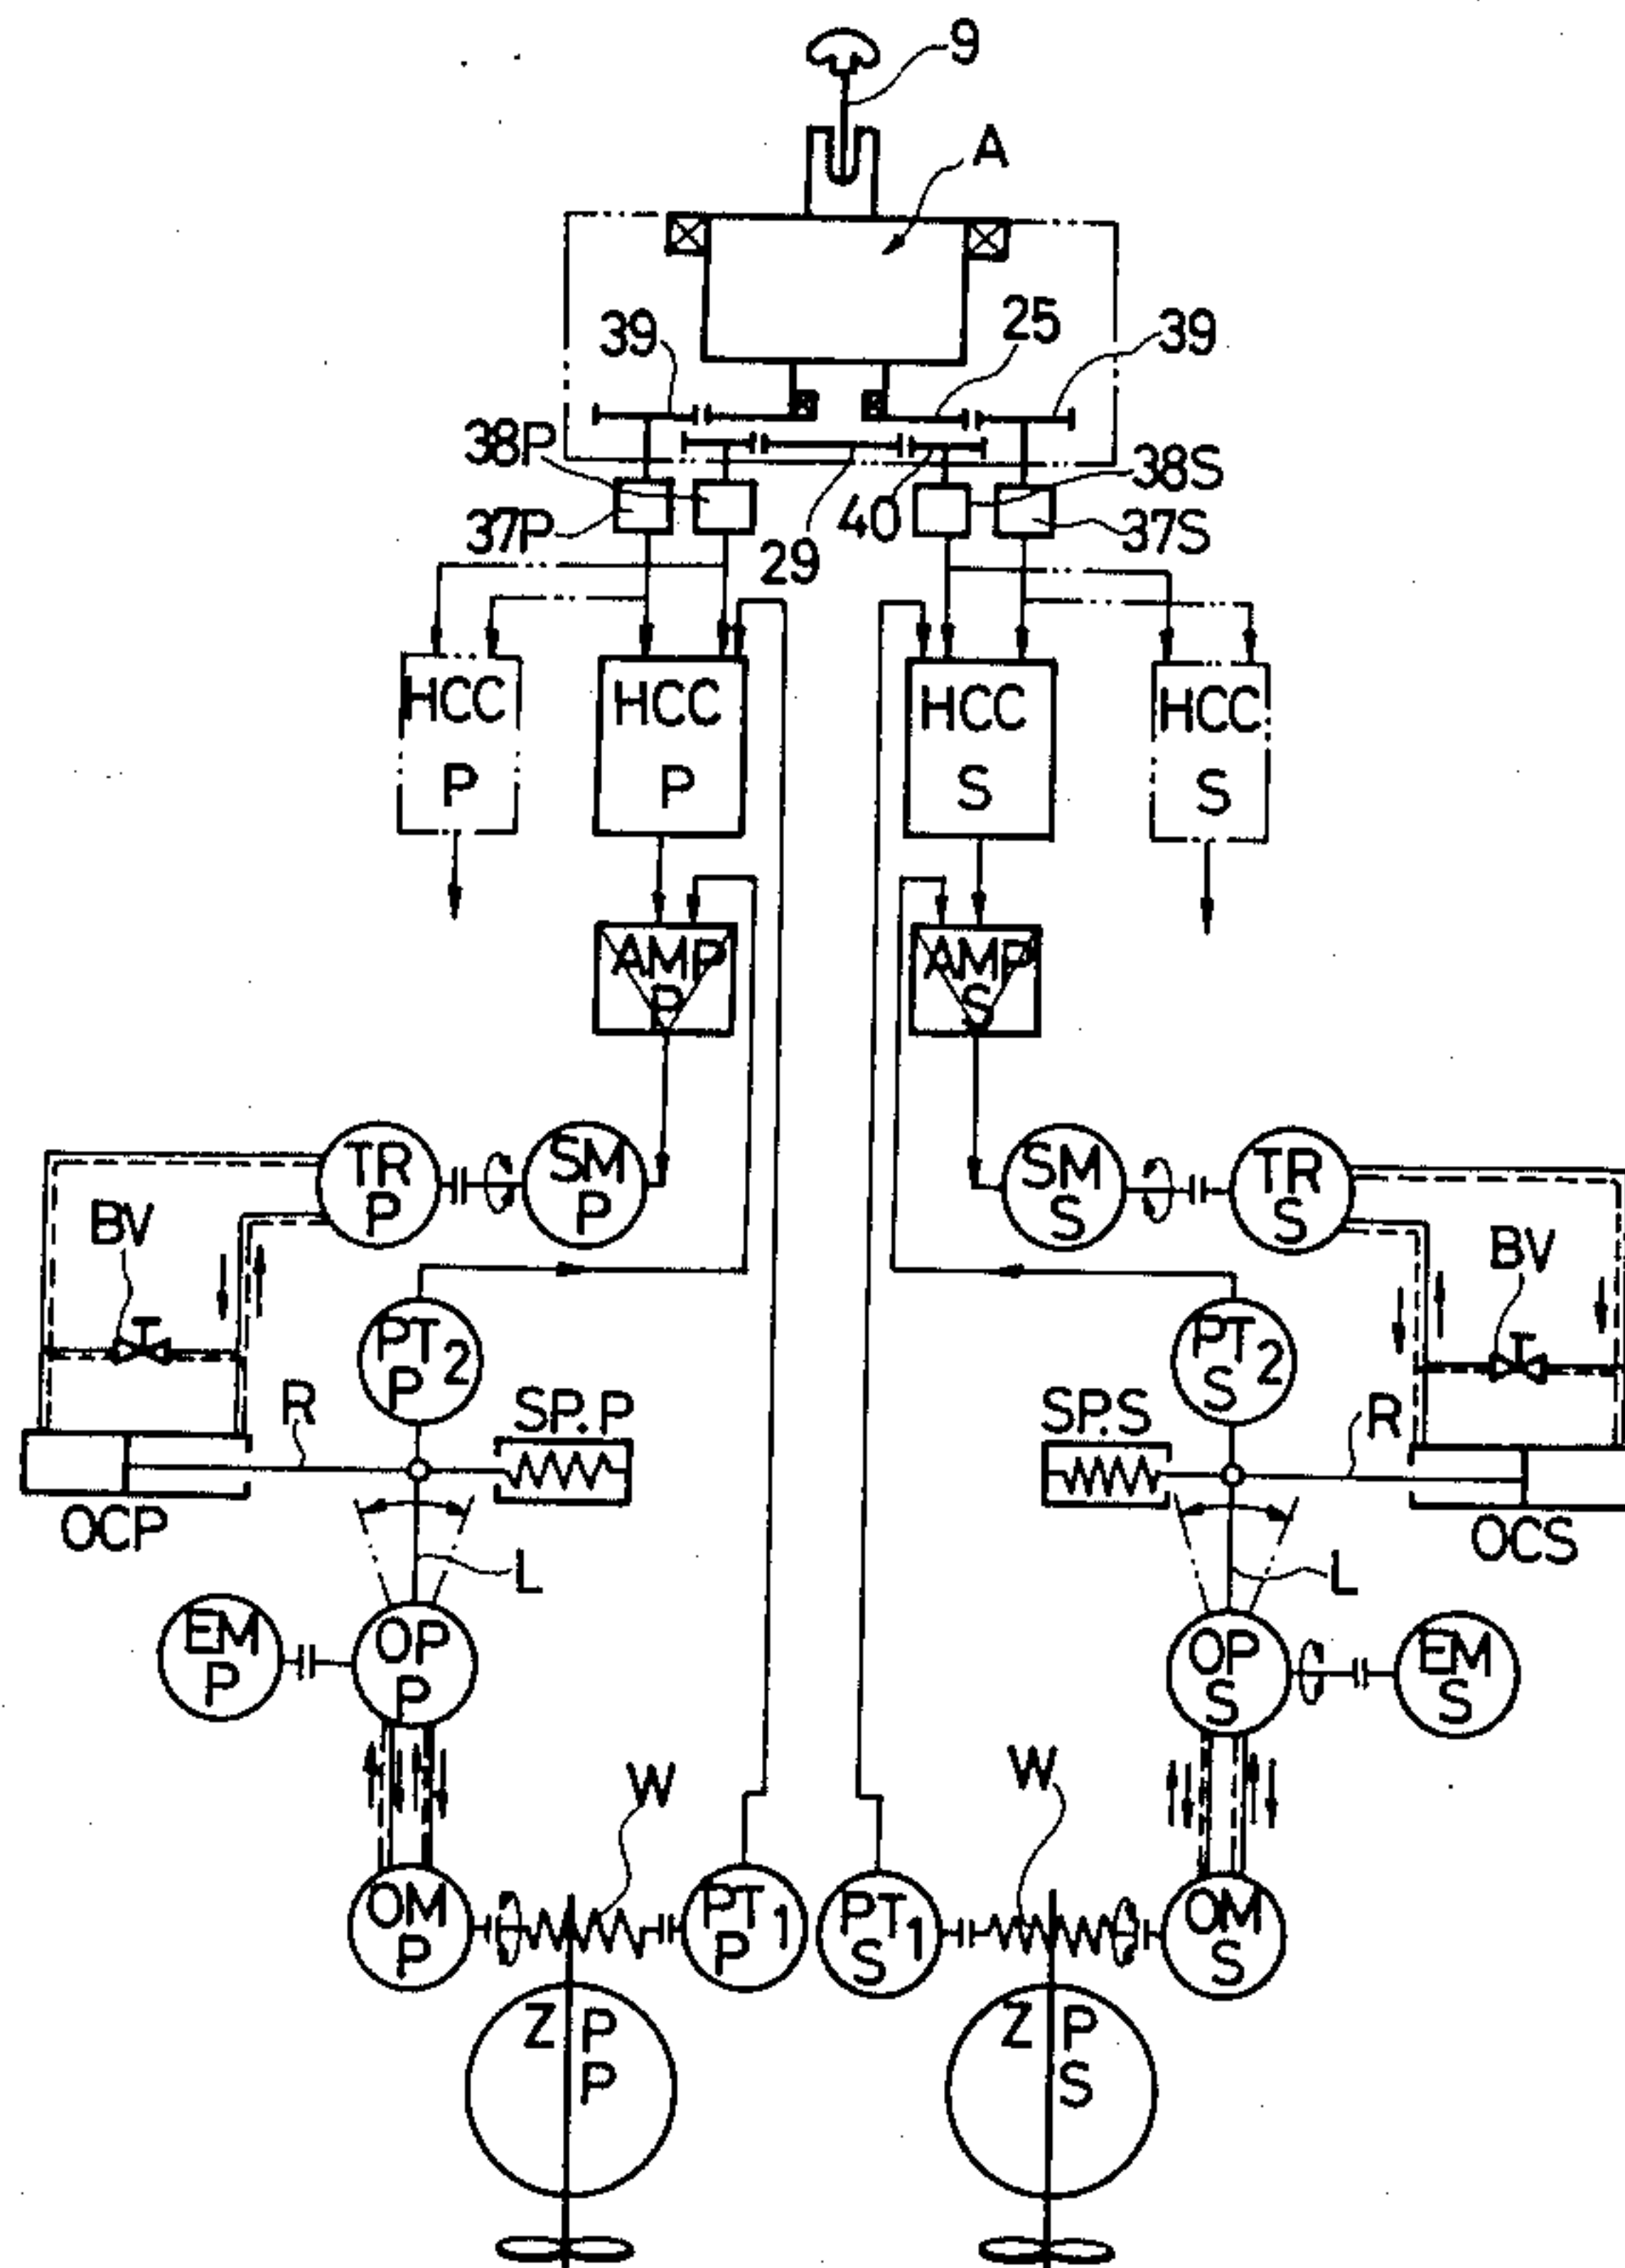 9
A
39 25 39
38P 38S
37P 29 40 37S
HCC P HCC P HCC S HCC S
AMP P AMP S
TR P SM P SM S TR S
BV BV
PT2 P PT2 S
R SP.P SP.S R
OCP OCS
L L
EM P OP P OP S EM S
W W
OM P PT1 P PT1 S OM S
Z P P Z P S